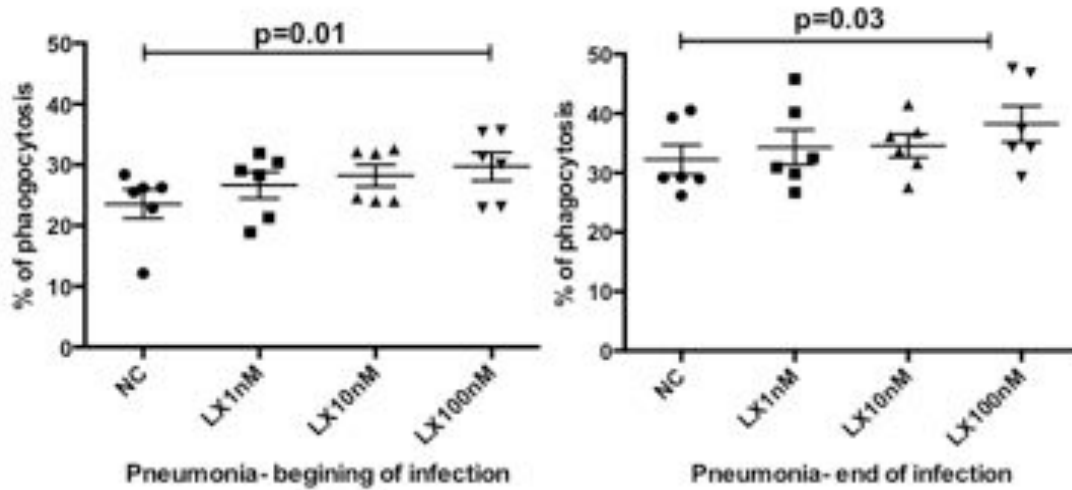 p=0.01
50
40
30
20
10
0
% of phaogocytosis
NC
LX1nM
LX10nM
LX100nM
Pneumonia- begining of infection
p=0.03
50
40
30
20
10
0
% of phagocytosis
NC
LX1nM
LX10nM
LX100nM
Pneumonia- end of infection